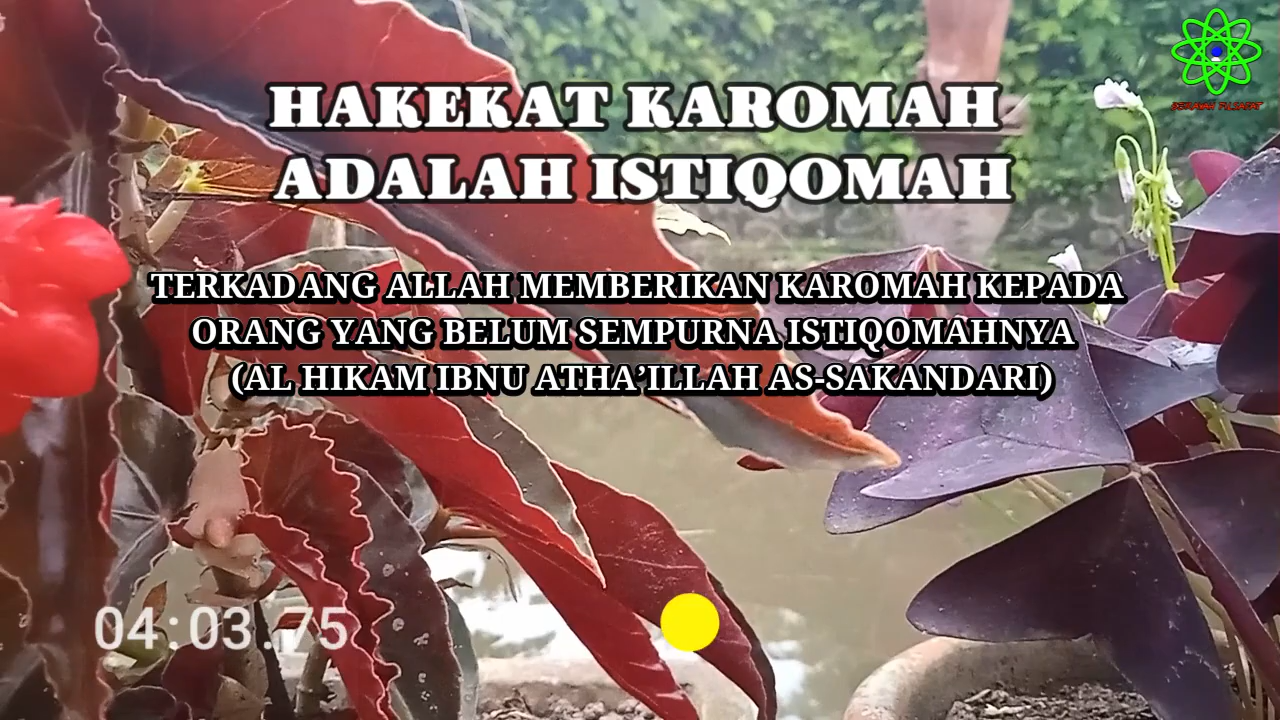 HAKEKAT KAROMAH
ADALAH ISTIQOMAH
TERKADANG ALLAH MEMBERIKAN KAROMAH KEPADA
ORANG YANG BELUM SEMPURNA ISTIQOMAHNYA
(AL HIKAM IBNU ATHA’ILLAH AS-SAKANDARI)
04:03.75